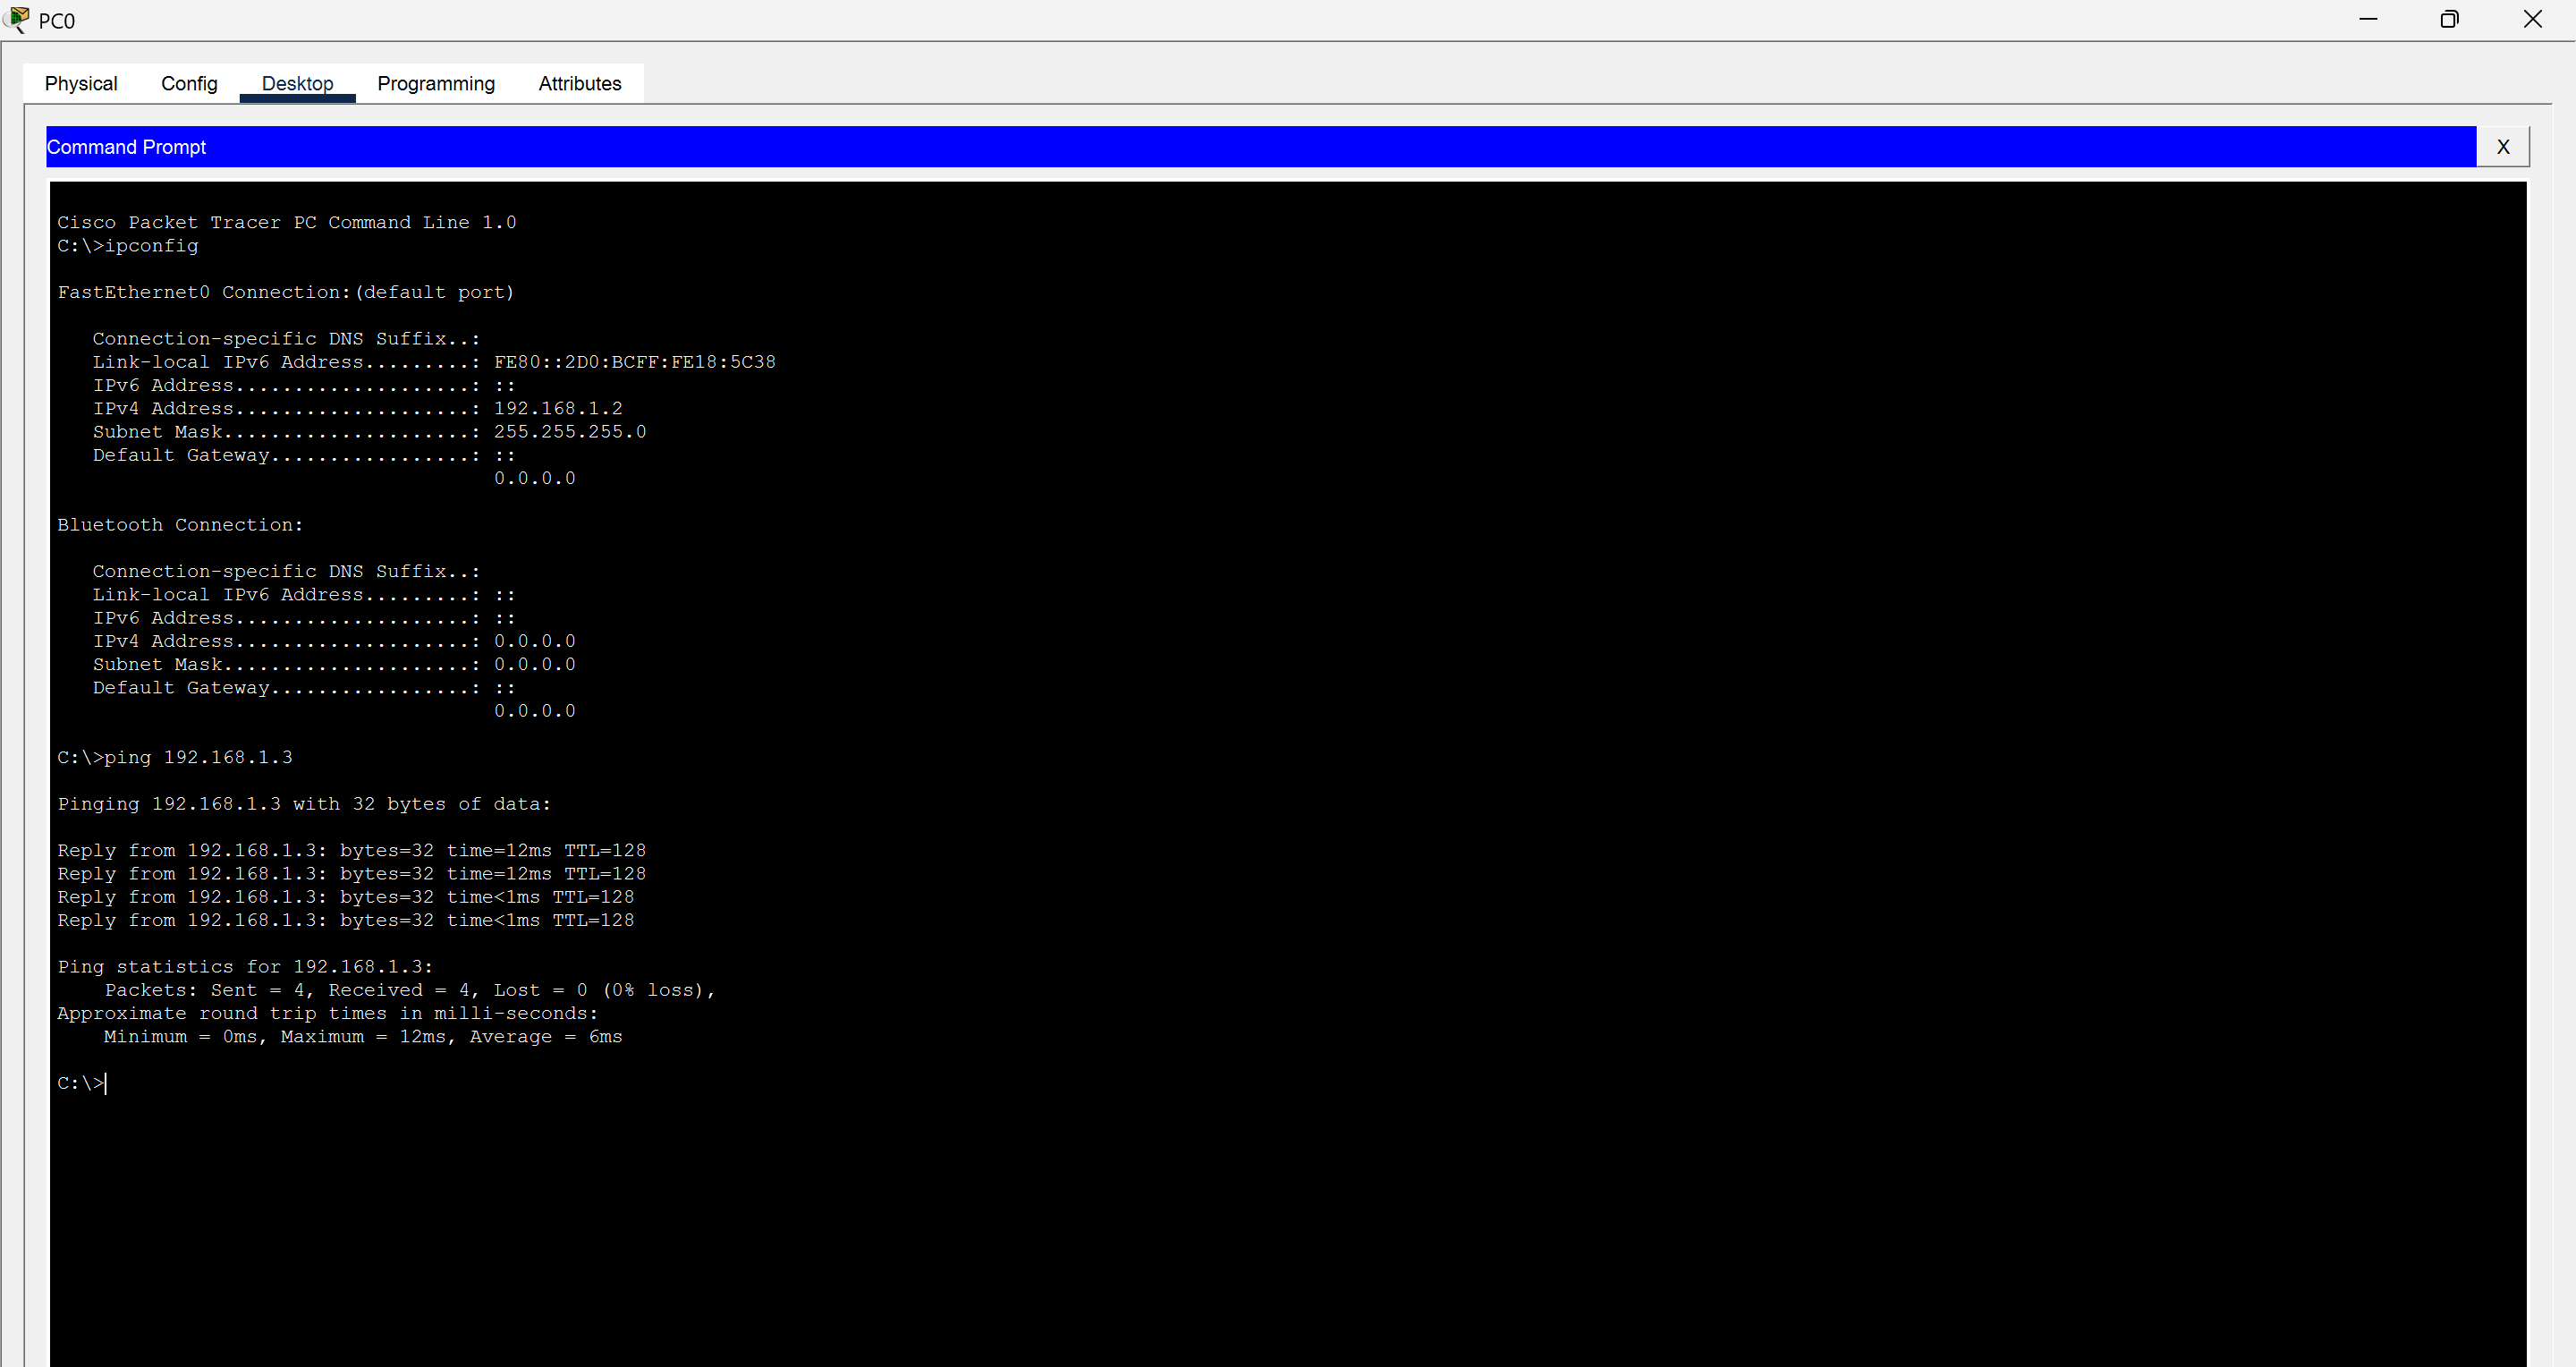 PC0
Physical Config Desktop Programming Attributes
Command Prompt X
Cisco Packet Tracer PC Command Line 1.0
C:\>ipconfig
FastEthernet0 Connection:(default port)
Connection-specific DNS Suffix..:
Link-local IPv6 Address.........: FE80::2D0:BCFF:FE18:5C38
IPv6 Address....................: ::
IPv4 Address....................: 192.168.1.2
Subnet Mask.....................: 255.255.255.0
Default Gateway.................: ::
0.0.0.0
Bluetooth Connection:
Connection-specific DNS Suffix..:
Link-local IPv6 Address.........: ::
IPv6 Address....................: ::
IPv4 Address....................: 0.0.0.0
Subnet Mask.....................: 0.0.0.0
Default Gateway.................: ::
0.0.0.0
C:\>ping 192.168.1.3
Pinging 192.168.1.3 with 32 bytes of data:
Reply from 192.168.1.3: bytes=32 time=12ms TTL=128
Reply from 192.168.1.3: bytes=32 time=12ms TTL=128
Reply from 192.168.1.3: bytes=32 time<1ms TTL=128
Reply from 192.168.1.3: bytes=32 time<1ms TTL=128
Ping statistics for 192.168.1.3:
Packets: Sent = 4, Received = 4, Lost = 0 (0% loss),
Approximate round trip times in milli-seconds:
Minimum = 0ms, Maximum = 12ms, Average = 6ms
C:\>